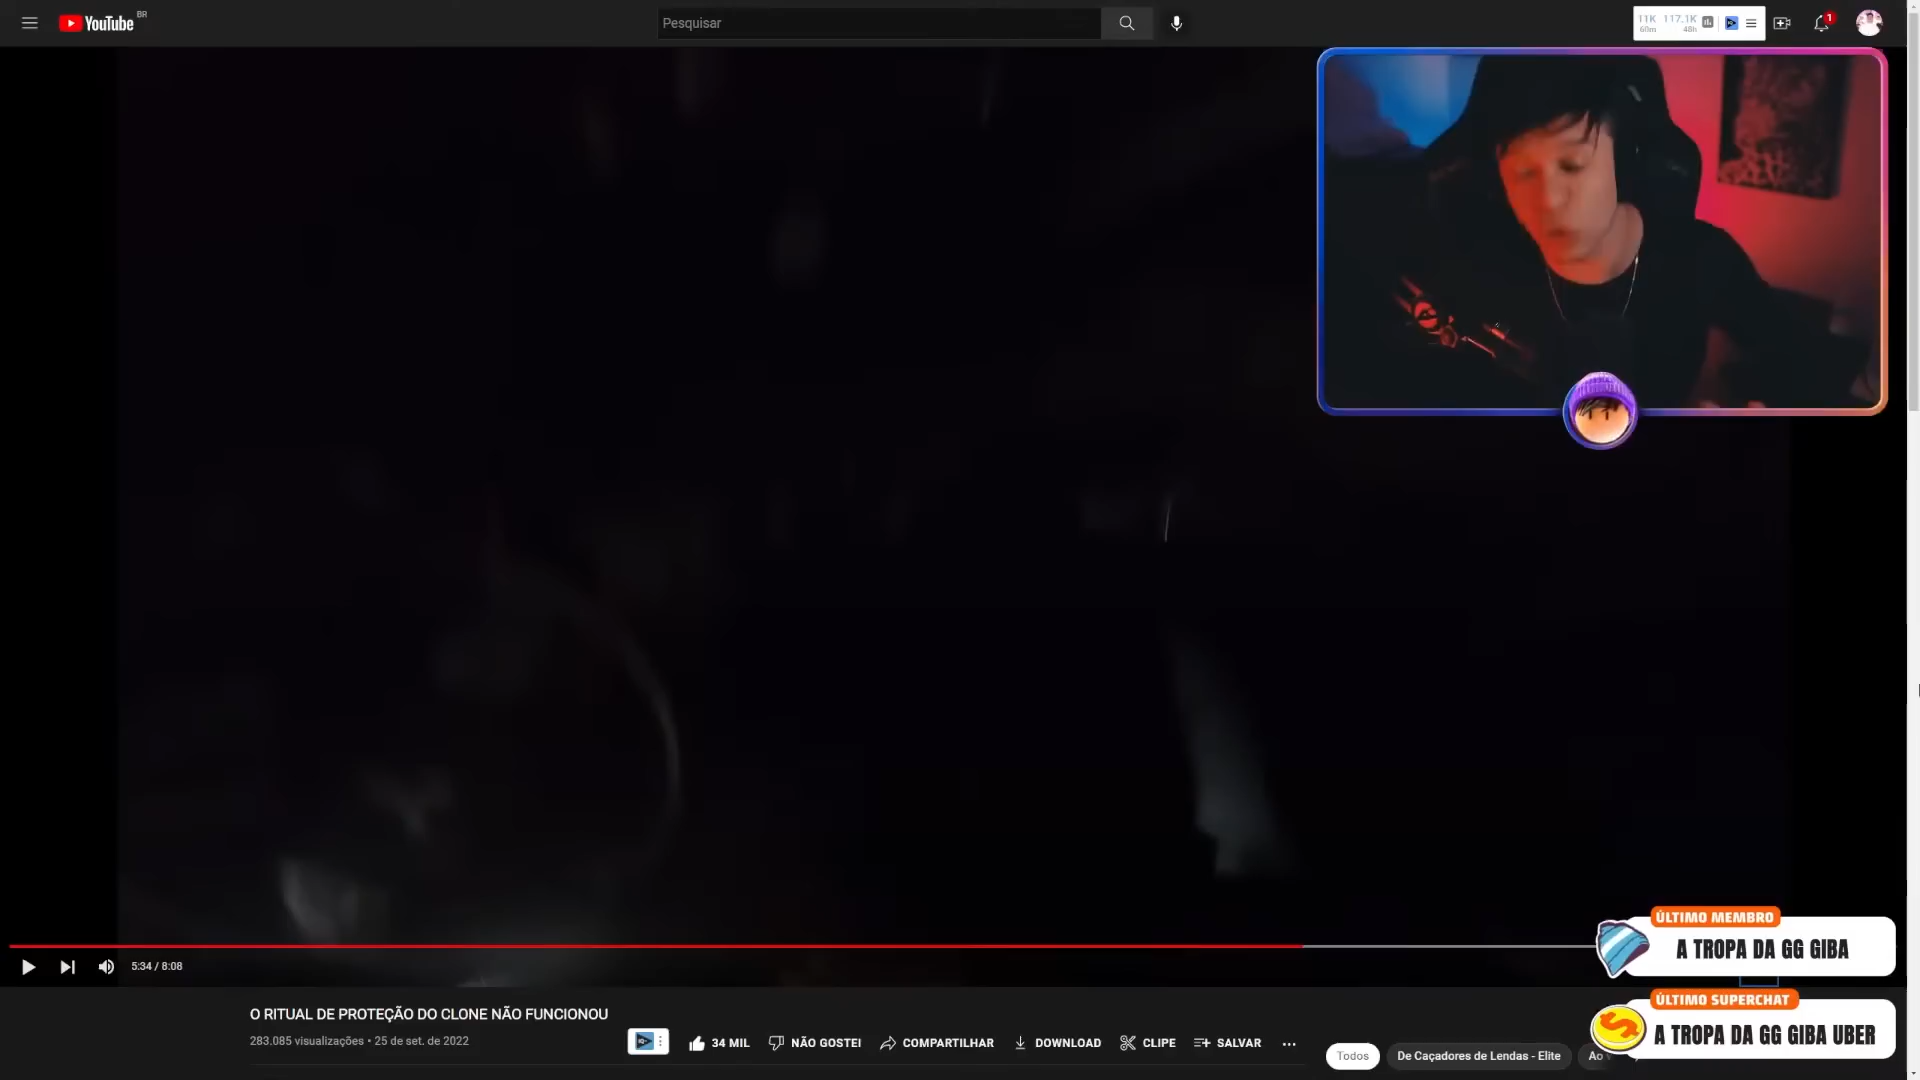 YouTube BR
Pesquisar
11K 117.1K
60m 48h
1
5:34 / 8:08
ÚLTIMO MEMBRO
A TROPA DA GG GIBA
ÚLTIMO SUPERCHAT
A TROPA DA GG GIBA UBER
O RITUAL DE PROTEÇÃO DO CLONE NÃO FUNCIONOU
283.085 visualizações • 25 de set. de 2022
34 MIL NÃO GOSTEI COMPARTILHAR DOWNLOAD CLIPE SALVAR ...
Todos De Caçadores de Lendas - Elite Ao